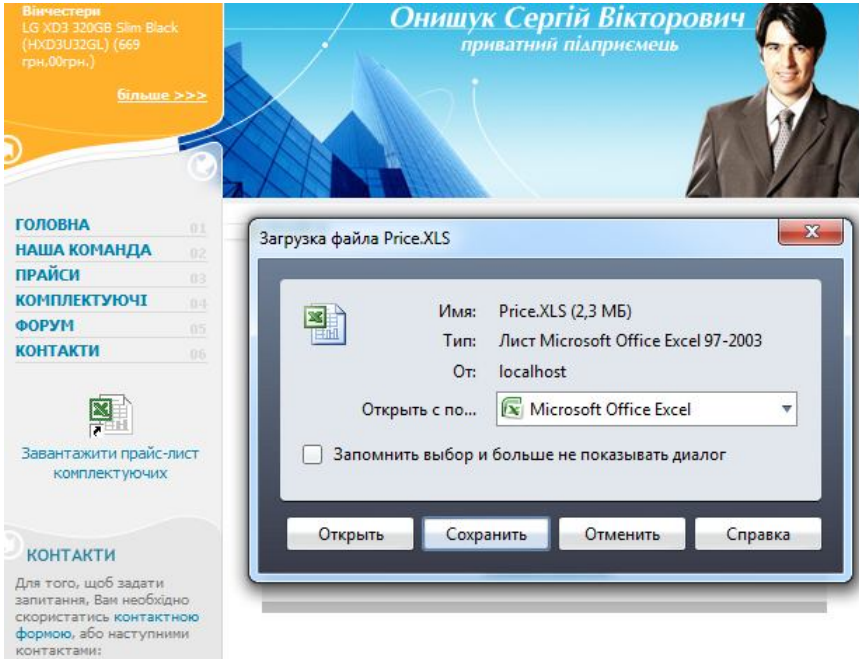 Вінчестери
LG XD3 320GB Slim Black
(HXD3U32GL) (669
грн,00грн.)
більше >>>
Онишук Сергій Вікторович
приватний підприємець
ГОЛОВНА 01
НАША КОМАНДА 02
ПРАЙСИ 03
КОМПЛЕКТУЮЧІ 04
ФОРУМ 05
КОНТАКТИ 06
Завантажити прайс-лист
комплектуючих
КОНТАКТИ
Для того, щоб задати
запитання, Вам необхідно
скористатись контактною
формою, або наступними
контактами:
Загрузка файла Price.XLS
Имя: Price.XLS (2,3 МБ)
Тип: Лист Microsoft Office Excel 97-2003
От: localhost
Открыть с по... Microsoft Office Excel
Запомнить выбор и больше не показывать диалог
Открыть Сохранить Отменить Справка